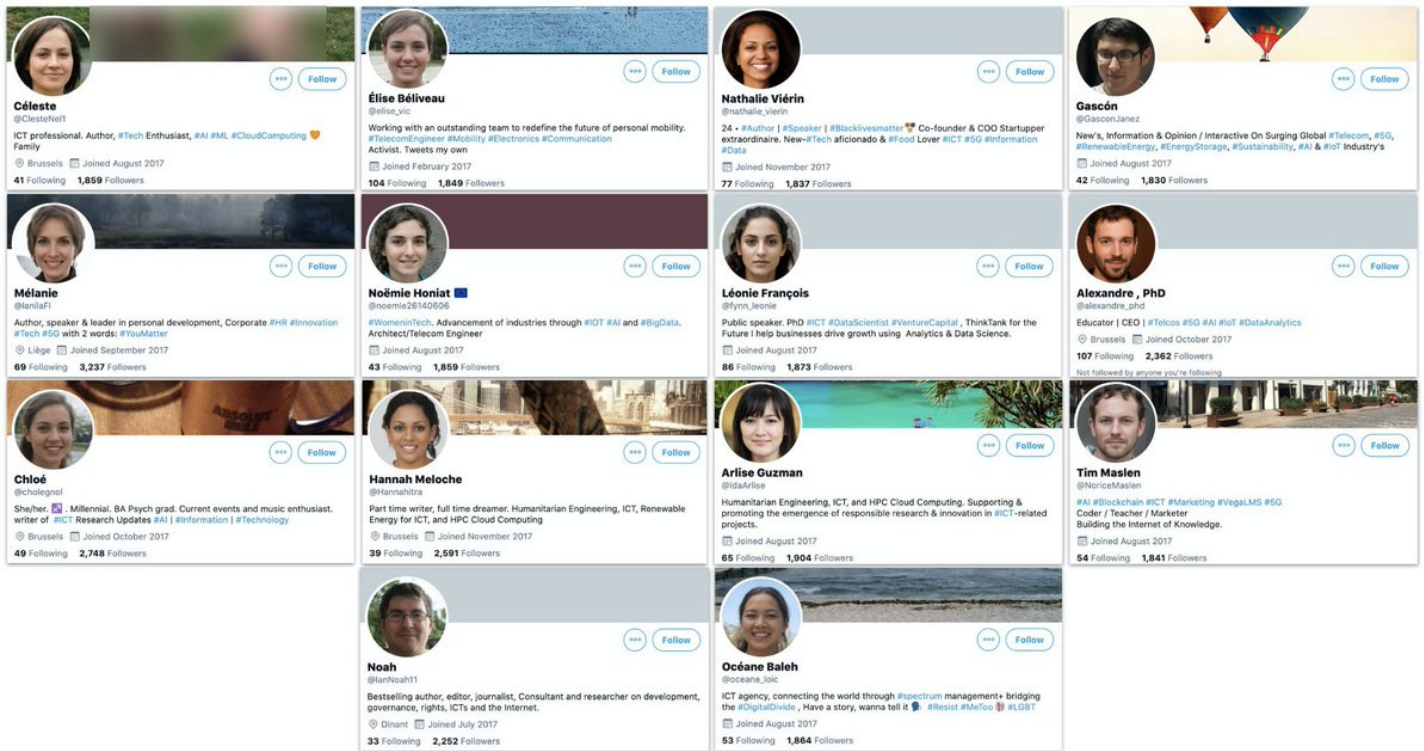 Follow
Céleste
@ClesteNel1
ICT professional. Author, #Tech Enthusiast, #AI #ML #CloudComputing 🧡
Family
Brussels Joined August 2017
41 Following 1,859 Followers
Follow
Élise Béliveau
@elise_vic
Working with an outstanding team to redefine the future of personal mobility.
#TelecomEngineer #Mobility #Electronics #Communication
Activist. Tweets my own
Joined February 2017
104 Following 1,849 Followers
Follow
Nathalie Viérin
@nathalie_vierin
24 • #Author | #Speaker | #Blacklivesmatter Co-founder & COO Startupper
extraordinaire. New-#Tech aficionado & #Food Lover #ICT #5G #Information
#Data
Joined November 2017
77 Following 1,837 Followers
Follow
Gascón
@GasconJanez
New's, Information & Opinion / Interactive On Surging Global #Telecom, #5G,
#RenewableEnergy, #EnergyStorage, #Sustainability, #AI & #IoT Industry's
Joined August 2017
42 Following 1,830 Followers
Follow
Mélanie
@lanilaFl
Author, speaker & leader in personal development, Corporate #HR #Innovation
#Tech #5G with 2 words: #YouMatter
Liège Joined September 2017
69 Following 3,237 Followers
Follow
Noëmie Honiat 🇪🇺
@noemie26140606
#WomeninTech. Advancement of industries through #IOT #AI and #BigData.
Architect/Telecom Engineer
Joined August 2017
43 Following 1,859 Followers
Follow
Léonie François
@fynn_leonie
Public speaker. PhD #ICT #DataScientist #VentureCapital , ThinkTank for the
Future I help businesses drive growth using Analytics & Data Science.
Joined August 2017
86 Following 1,873 Followers
Follow
Alexandre , PhD
@alexandre_phd
Educator | CEO | #Telcos #5G #AI #IoT #DataAnalytics
Brussels Joined October 2017
107 Following 2,362 Followers
Not followed by anyone you're following
ABSOLUT
Follow
Chloé
@cholegnol
She/her. ♐ . Millennial. BA Psych grad. Current events and music enthusiast.
writer of #ICT Research Updates #AI | #Information | #Technology
Brussels Joined October 2017
49 Following 2,748 Followers
Follow
Hannah Meloche
@Hannahitra
Part time writer, full time dreamer. Humanitarian Engineering, ICT, Renewable
Energy for ICT, and HPC Cloud Computing
Brussels Joined November 2017
39 Following 2,591 Followers
Follow
Arlise Guzman
@IdaArlise
Humanitarian Engineering, ICT, and HPC Cloud Computing. Supporting &
promoting the emergence of responsible research & innovation in #ICT-related
projects.
Joined August 2017
65 Following 1,904 Followers
Follow
Tim Maslen
@NoriceMaslen
#AI #Blockchain #ICT #Marketing #VegaLMS #5G
Coder / Teacher / Marketer
Building the Internet of Knowledge.
Joined August 2017
54 Following 1,841 Followers
Follow
Noah
@IanNoah11
Bestselling author, editor, journalist, Consultant and researcher on development,
governance, rights, ICTs and the Internet.
Dinant Joined July 2017
33 Following 2,252 Followers
Follow
Océane Baleh
@oceane_loic
ICT agency, connecting the world through #spectrum management+ bridging
the #DigitalDivide , Have a story, wanna tell it 🗣 #Resist #MeToo #LGBT
Joined August 2017
53 Following 1,864 Followers